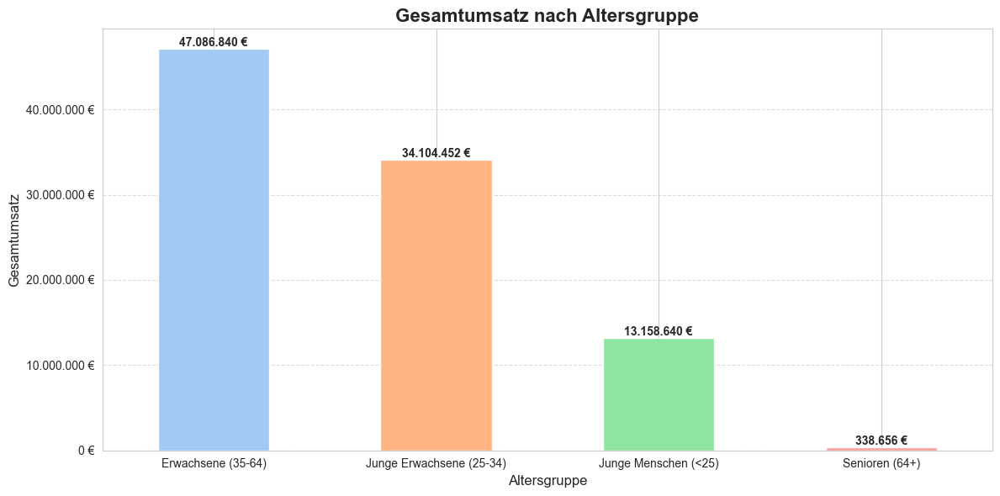 Gesamtumsatz nach Altersgruppe
47.086.840 €
34.104.452 €
13.158.640 €
338.656 €
40.000.000 €
30.000.000 €
20.000.000 €
10.000.000 €
0 €
Gesamtumsatz
Erwachsene (35-64)
Junge Erwachsene (25-34)
Junge Menschen (<25)
Senioren (64+)
Altersgruppe